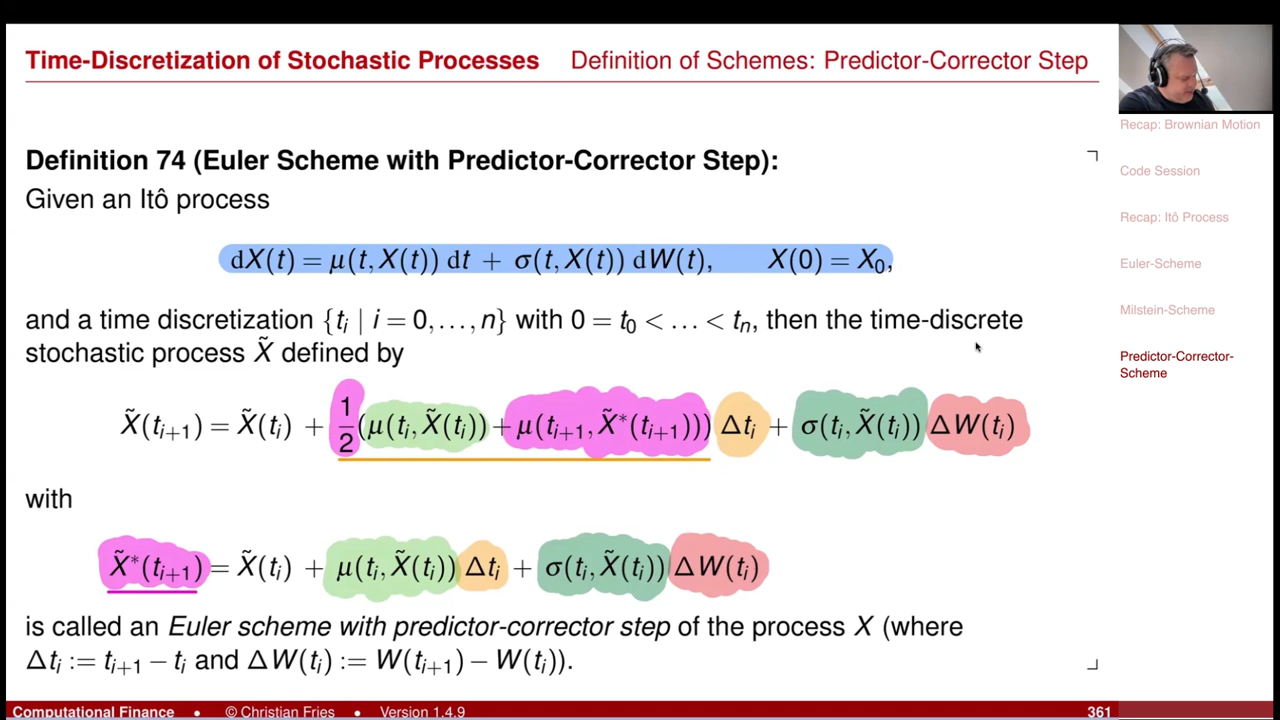 Time-Discretization of Stochastic Processes Definition of Schemes: Predictor-Corrector Step
Recap: Brownian Motion
Code Session
Recap: Itô Process
Euler-Scheme
Milstein-Scheme
Predictor-Corrector-
Scheme
Definition 74 (Euler Scheme with Predictor-Corrector Step):
Given an Itô process
dX(t) = μ(t,X(t)) dt + σ(t,X(t)) dW(t), X(0) = X₀,
and a time discretization {tᵢ | i = 0,…,n} with 0 = t₀ < … < tₙ, then the time-discrete
stochastic process X̃ defined by
X̃(tᵢ₊₁) = X̃(tᵢ) + 1/2 (μ(tᵢ,X̃(tᵢ)) + μ(tᵢ₊₁,X̃*(tᵢ₊₁))) Δtᵢ + σ(tᵢ,X̃(tᵢ)) ΔW(tᵢ)
with
X̃*(tᵢ₊₁) = X̃(tᵢ) + μ(tᵢ,X̃(tᵢ)) Δtᵢ + σ(tᵢ,X̃(tᵢ)) ΔW(tᵢ)
is called an Euler scheme with predictor-corrector step of the process X (where
Δtᵢ := tᵢ₊₁ − tᵢ and ΔW(tᵢ) := W(tᵢ₊₁) − W(tᵢ)).
Computational Finance • © Christian Fries • Version 1.4.9 361